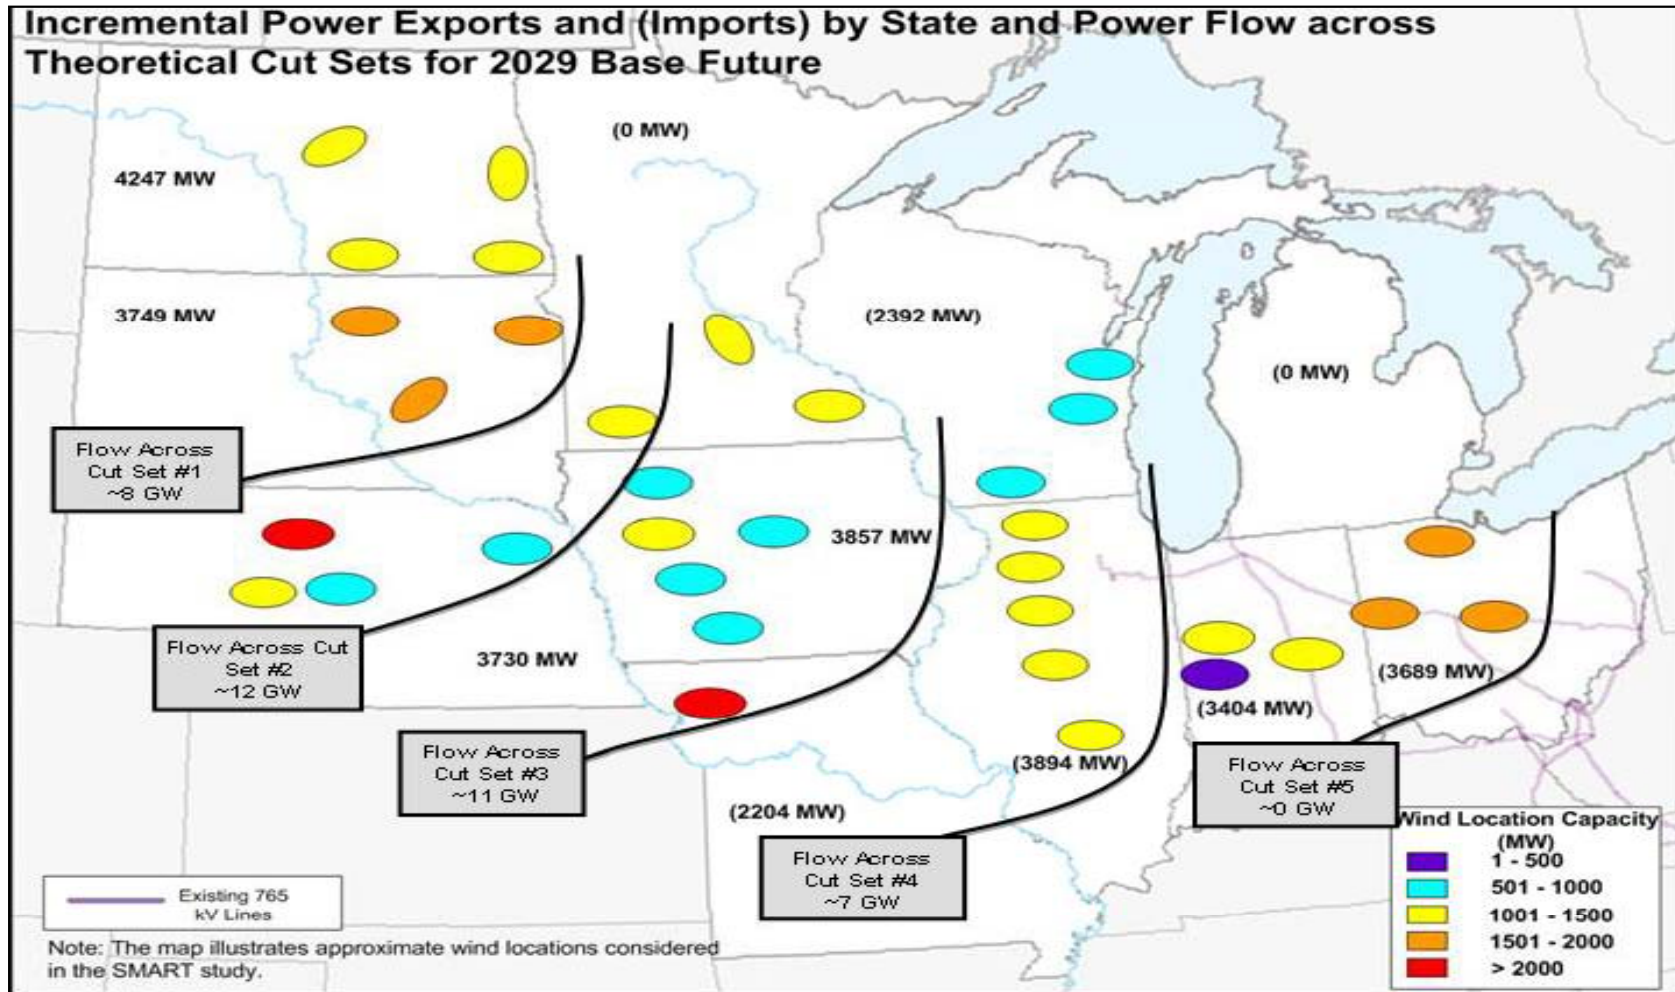 Incremental Power Exports and (Imports) by State and Power Flow across
Theoretical Cut Sets for 2029 Base Future
(0 MW)
4247 MW
3749 MW
(2392 MW)
(0 MW)
Flow Across
Cut Set #1
~8 GW
3857 MW
Flow Across Cut
Set #2
~12 GW
3730 MW
(3689 MW)
(3404 MW)
Flow Across
Cut Set #3
~11 GW
(3894 MW)
Flow Across
Cut Set #5
~0 GW
(2204 MW)
Flow Across
Cut Set #4
~7 GW
Wind Location Capacity
(MW)
1 - 500
501 - 1000
1001 - 1500
1501 - 2000
> 2000
Existing 765
kV Lines
Note: The map illustrates approximate wind locations considered
in the SMART study.